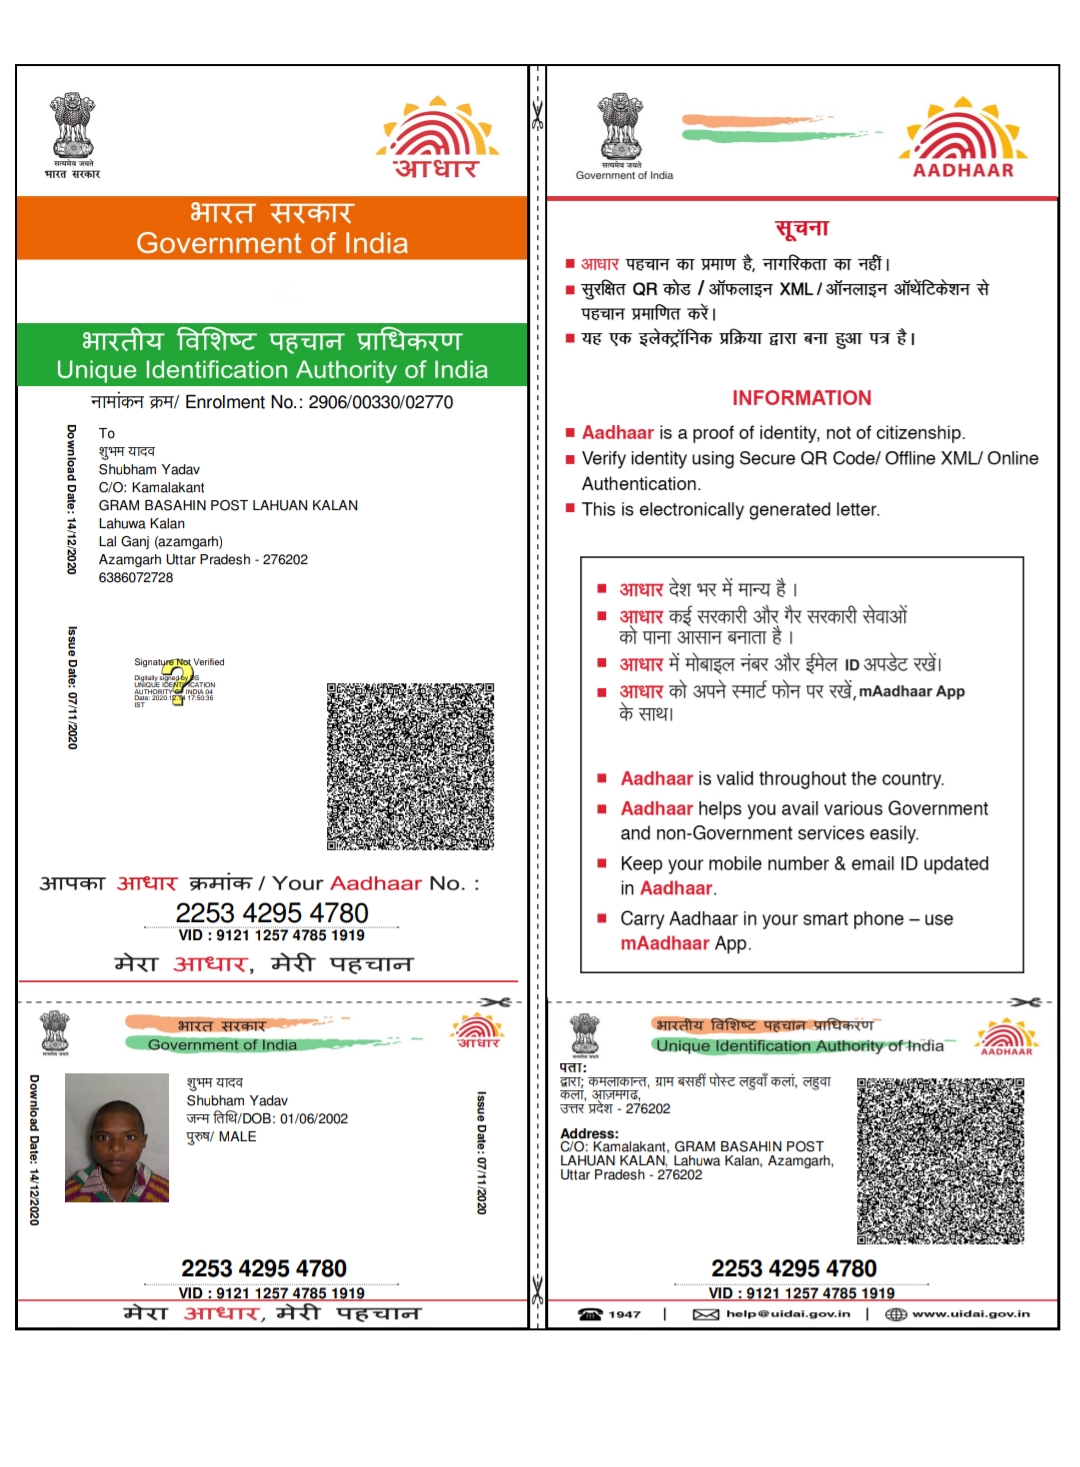 सत्यमेव जयते
भारत सरकार
आधार
भारत सरकार
Government of India
भारतीय विशिष्ट पहचान प्राधिकरण
Unique Identification Authority of India
नामांकन क्रम/ Enrolment No.: 2906/00330/02770
Download Date: 14/12/2020
To
शुभम यादव
Shubham Yadav
C/O: Kamalakant
GRAM BASAHIN POST LAHUAN KALAN
Lahuwa Kalan
Lal Ganj (azamgarh)
Azamgarh Uttar Pradesh - 276202
6386072728
Issue Date: 07/11/2020
Signature Not Verified
Digitally signed by DS
UNIQUE IDENTIFICATION
AUTHORITY OF INDIA 04
Date: 2020.12.14 17:50:36
IST
आपका आधार क्रमांक / Your Aadhaar No. :
2253 4295 4780
VID : 9121 1257 4785 1919
मेरा आधार, मेरी पहचान
सत्यमेव जयते
Government of India
AADHAAR
सूचना
आधार पहचान का प्रमाण है, नागरिकता का नहीं।
सुरक्षित QR कोड / ऑफलाइन XML / ऑनलाइन ऑथेंटिकेशन से
पहचान प्रमाणित करें।
यह एक इलेक्ट्रॉनिक प्रक्रिया द्वारा बना हुआ पत्र है।
INFORMATION
Aadhaar is a proof of identity, not of citizenship.
Verify identity using Secure QR Code/ Offline XML/ Online
Authentication.
This is electronically generated letter.
आधार देश भर में मान्य है ।
आधार कई सरकारी और गैर सरकारी सेवाओं
को पाना आसान बनाता है ।
आधार में मोबाइल नंबर और ईमेल ID अपडेट रखें।
आधार को अपने स्मार्ट फोन पर रखें, mAadhaar App
के साथ।
Aadhaar is valid throughout the country.
Aadhaar helps you avail various Government
and non-Government services easily.
Keep your mobile number & email ID updated
in Aadhaar.
Carry Aadhaar in your smart phone – use
mAadhaar App.
भारत सरकार
Government of India
आधार
Download Date: 14/12/2020
शुभम यादव
Shubham Yadav
जन्म तिथि/DOB: 01/06/2002
पुरुष/ MALE
Issue Date: 07/11/2020
2253 4295 4780
VID : 9121 1257 4785 1919
मेरा आधार, मेरी पहचान
भारतीय विशिष्ट पहचान प्राधिकरण
Unique Identification Authority of India
AADHAAR
पता:
द्वारा: कमलाकान्त, ग्राम बसहीं पोस्ट लहुवाँ कलां, लहुवा
कला, आज़मगढ,
उत्तर प्रदेश - 276202
Address:
C/O: Kamalakant, GRAM BASAHIN POST
LAHUAN KALAN, Lahuwa Kalan, Azamgarh,
Uttar Pradesh - 276202
2253 4295 4780
VID : 9121 1257 4785 1919
1947 | help@uidai.gov.in | www.uidai.gov.in